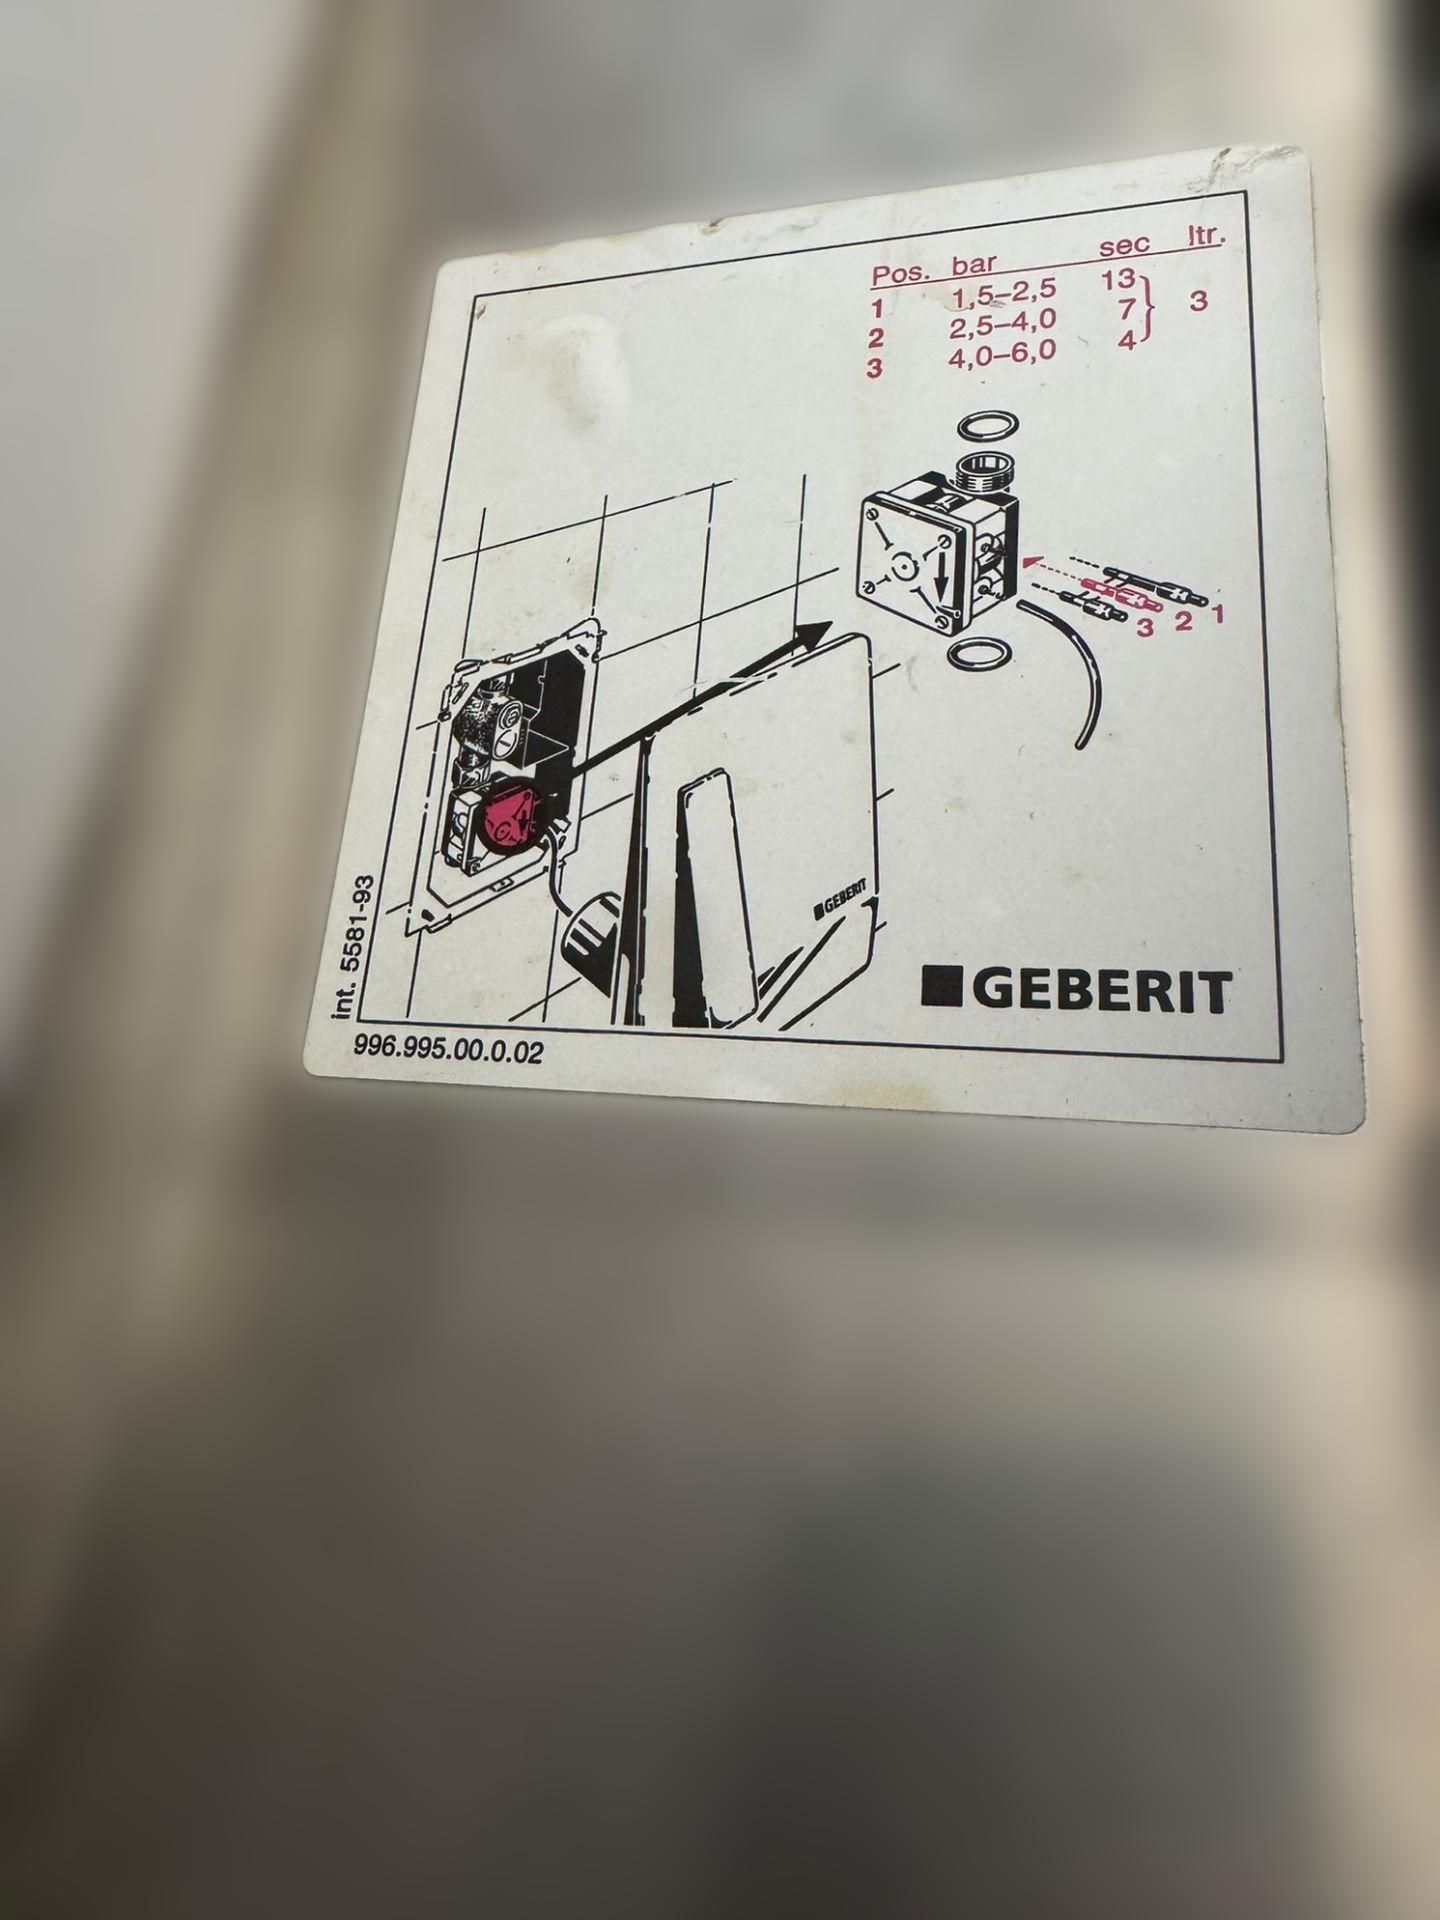 Pos. bar sec ltr.
1 1,5–2,5 13
2 2,5–4,0 7 } 3
3 4,0–6,0 4
3 2 1
GEBERIT
GEBERIT
int. 5581-93
996.995.00.0.02